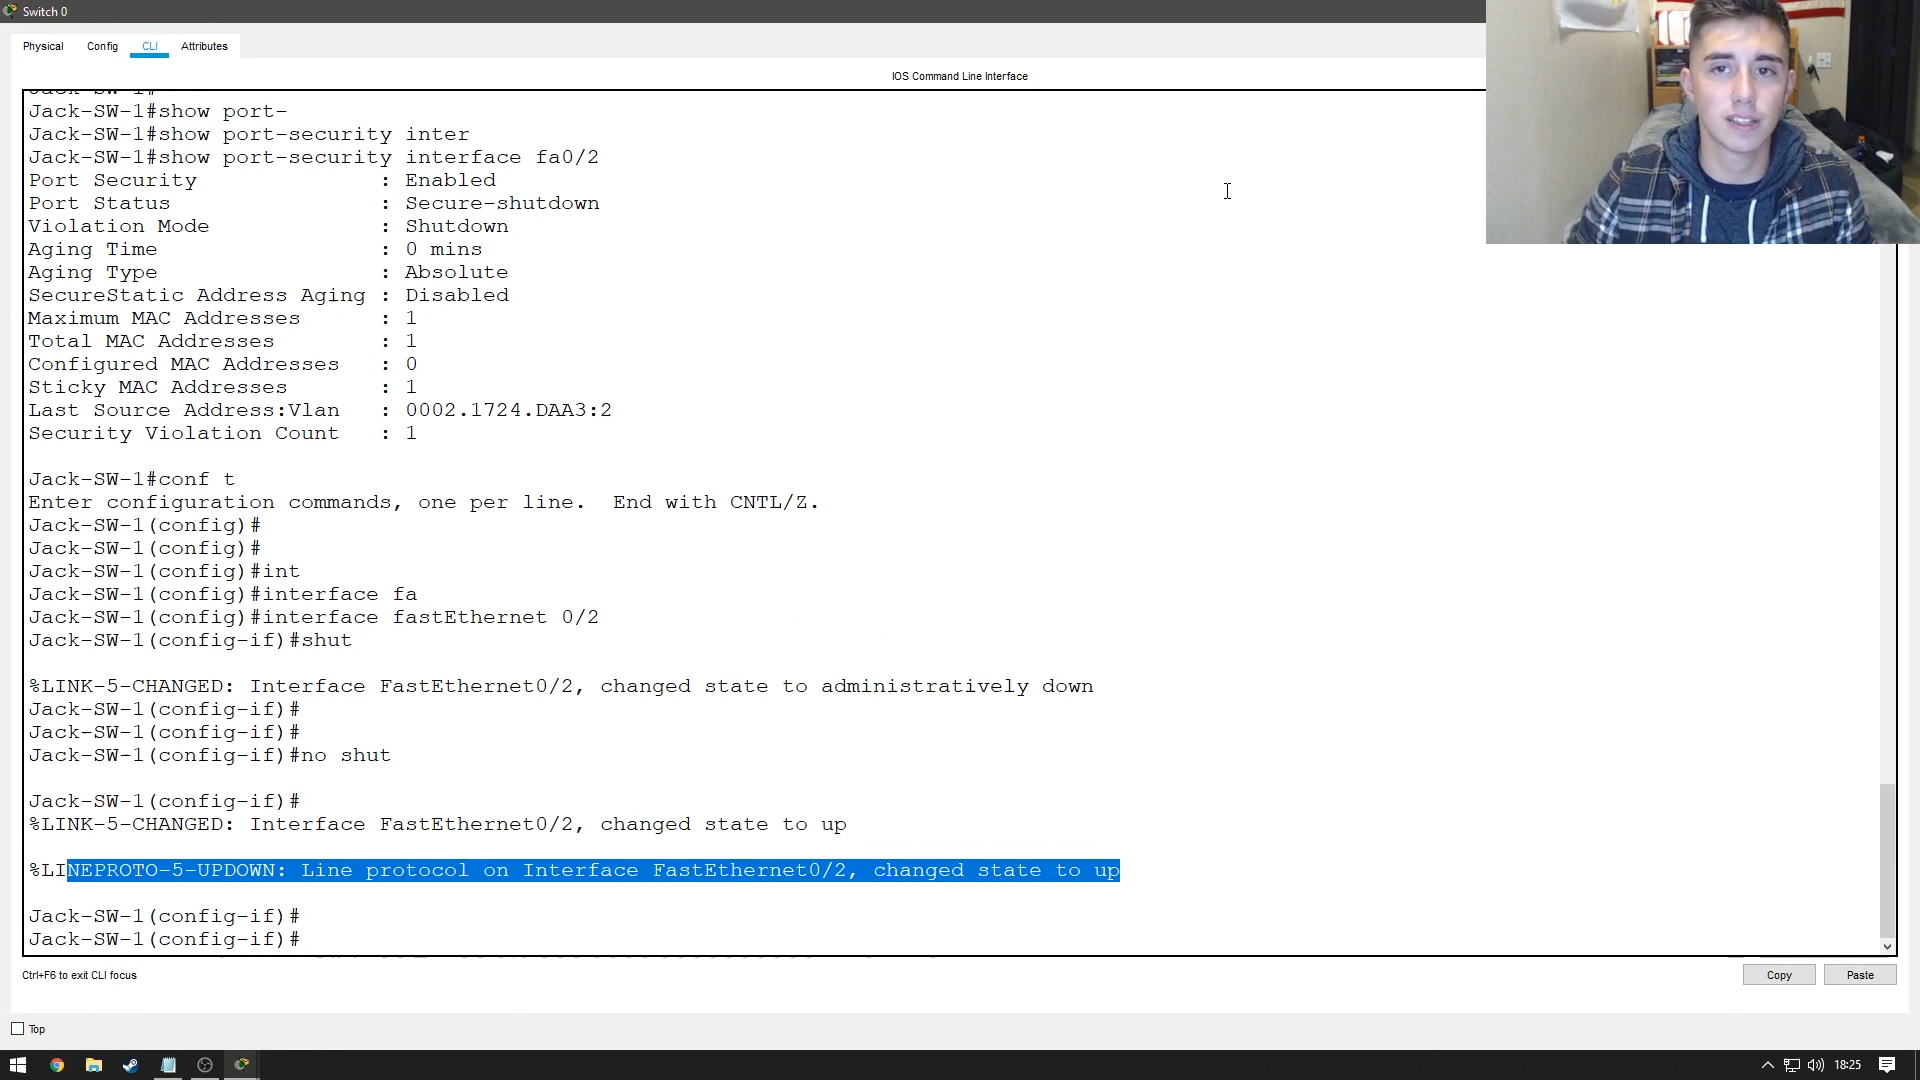 Switch 0
Physical Config CLI Attributes
IOS Command Line Interface
Jack-SW-1#
Jack-SW-1#show port-
Jack-SW-1#show port-security inter
Jack-SW-1#show port-security interface fa0/2
Port Security : Enabled
Port Status : Secure-shutdown
Violation Mode : Shutdown
Aging Time : 0 mins
Aging Type : Absolute
SecureStatic Address Aging : Disabled
Maximum MAC Addresses : 1
Total MAC Addresses : 1
Configured MAC Addresses : 0
Sticky MAC Addresses : 1
Last Source Address:Vlan : 0002.1724.DAA3:2
Security Violation Count : 1
Jack-SW-1#conf t
Enter configuration commands, one per line.  End with CNTL/Z.
Jack-SW-1(config)#
Jack-SW-1(config)#
Jack-SW-1(config)#int
Jack-SW-1(config)#interface fa
Jack-SW-1(config)#interface fastEthernet 0/2
Jack-SW-1(config-if)#shut
%LINK-5-CHANGED: Interface FastEthernet0/2, changed state to administratively down
Jack-SW-1(config-if)#
Jack-SW-1(config-if)#
Jack-SW-1(config-if)#no shut
Jack-SW-1(config-if)#
%LINK-5-CHANGED: Interface FastEthernet0/2, changed state to up
%LINEPROTO-5-UPDOWN: Line protocol on Interface FastEthernet0/2, changed state to up
Jack-SW-1(config-if)#
Jack-SW-1(config-if)#
Ctrl+F6 to exit CLI focus
Copy Paste
Top
18:25